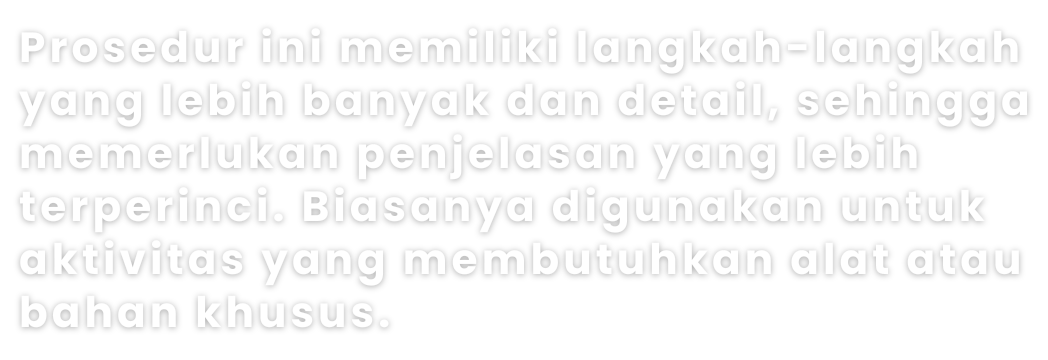 Prosedur ini memiliki langkah-langkah
yang lebih banyak dan detail, sehingga
memerlukan penjelasan yang lebih
terperinci. Biasanya digunakan untuk
aktivitas yang membutuhkan alat atau
bahan khusus.